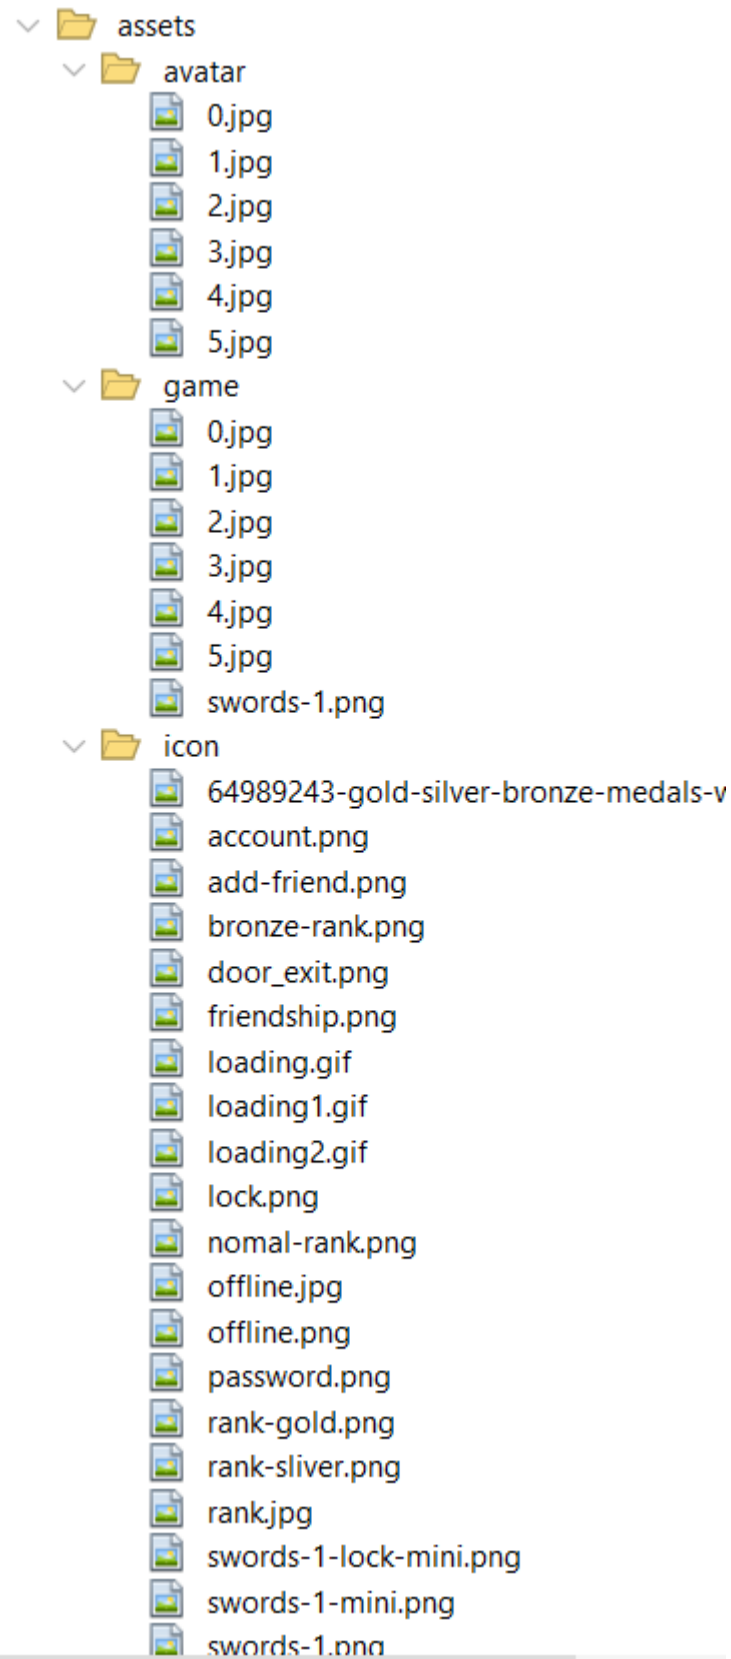 assets
avatar
0.jpg
1.jpg
2.jpg
3.jpg
4.jpg
5.jpg
game
0.jpg
1.jpg
2.jpg
3.jpg
4.jpg
5.jpg
swords-1.png
icon
64989243-gold-silver-bronze-medals-
account.png
add-friend.png
bronze-rank.png
door_exit.png
friendship.png
loading.gif
loading1.gif
loading2.gif
lock.png
nomal-rank.png
offline.jpg
offline.png
password.png
rank-gold.png
rank-sliver.png
rank.jpg
swords-1-lock-mini.png
swords-1-mini.png
swords-1.png